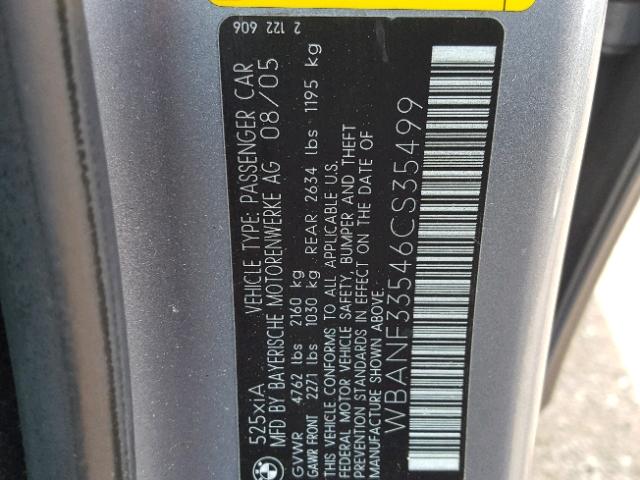 2 122 606
525xiA VEHICLE TYPE: PASSENGER CAR
MFD BY BAYERISCHE MOTORENWERKE AG 08/05
GVWR 4762 lbs 2160 kg
GAWR FRONT 2271 lbs 1030 kg REAR 2634 lbs 1195 kg
THIS VEHICLE CONFORMS TO ALL APPLICABLE U.S.
FEDERAL MOTOR VEHICLE SAFETY, BUMPER AND THEFT
PREVENTION STANDARDS IN EFFECT ON THE DATE OF
MANUFACTURE SHOWN ABOVE.
WBANF33546CS35499